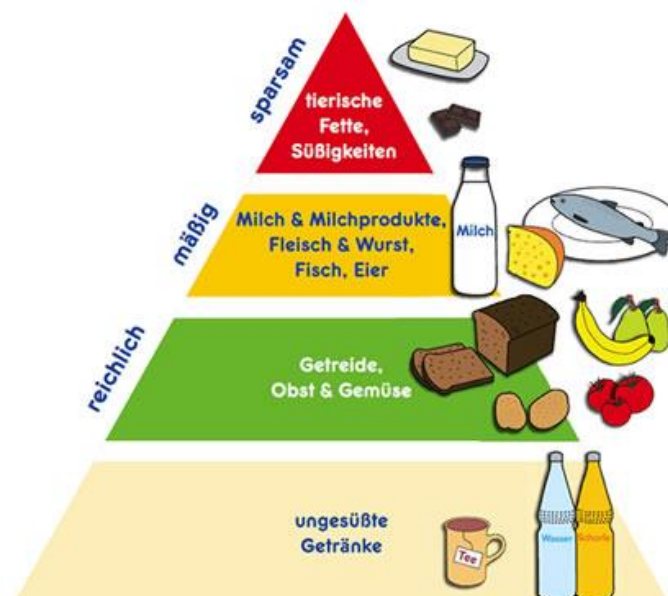 sparsam
tierische
Fette,
Süßigkeiten
mäßig
Milch & Milchprodukte,
Fleisch & Wurst,
Fisch, Eier
Milch
reichlich
Getreide,
Obst & Gemüse
ungesüßte
Getränke
Tee
Wasser
Schorle